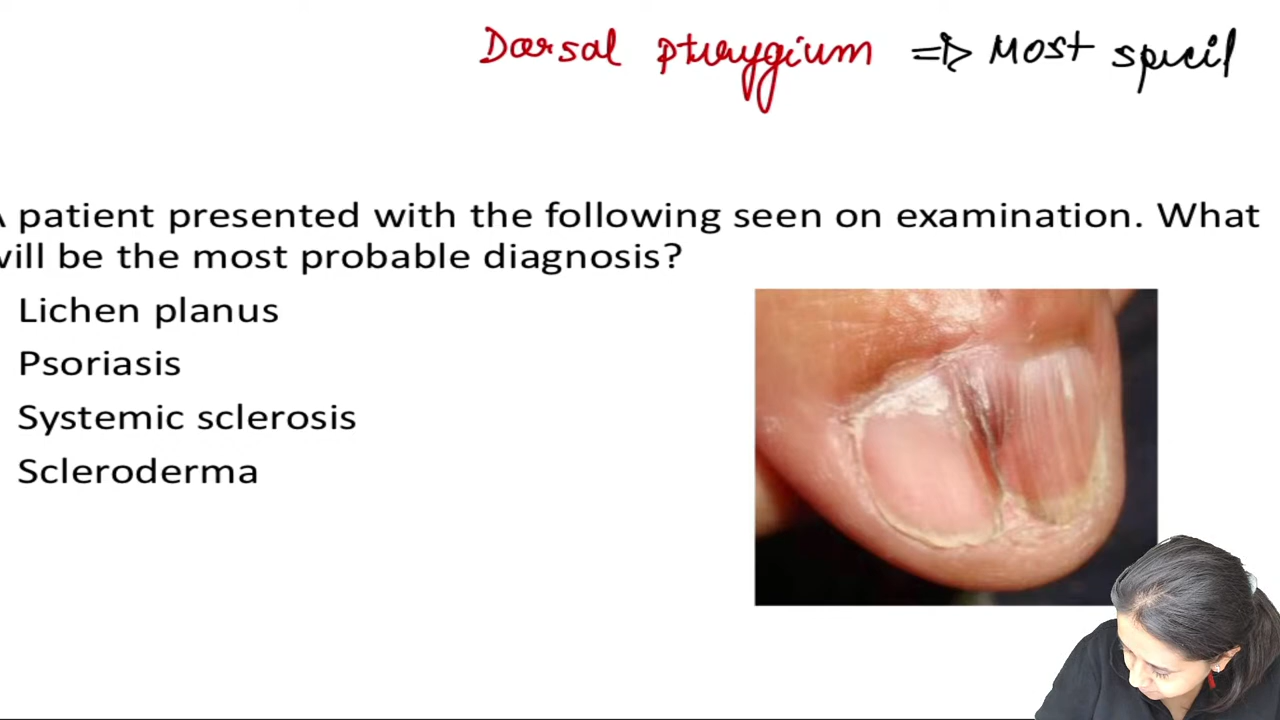 Dorsal pterygium => Most specif
A patient presented with the following seen on examination. What
will be the most probable diagnosis?
Lichen planus
Psoriasis
Systemic sclerosis
Scleroderma